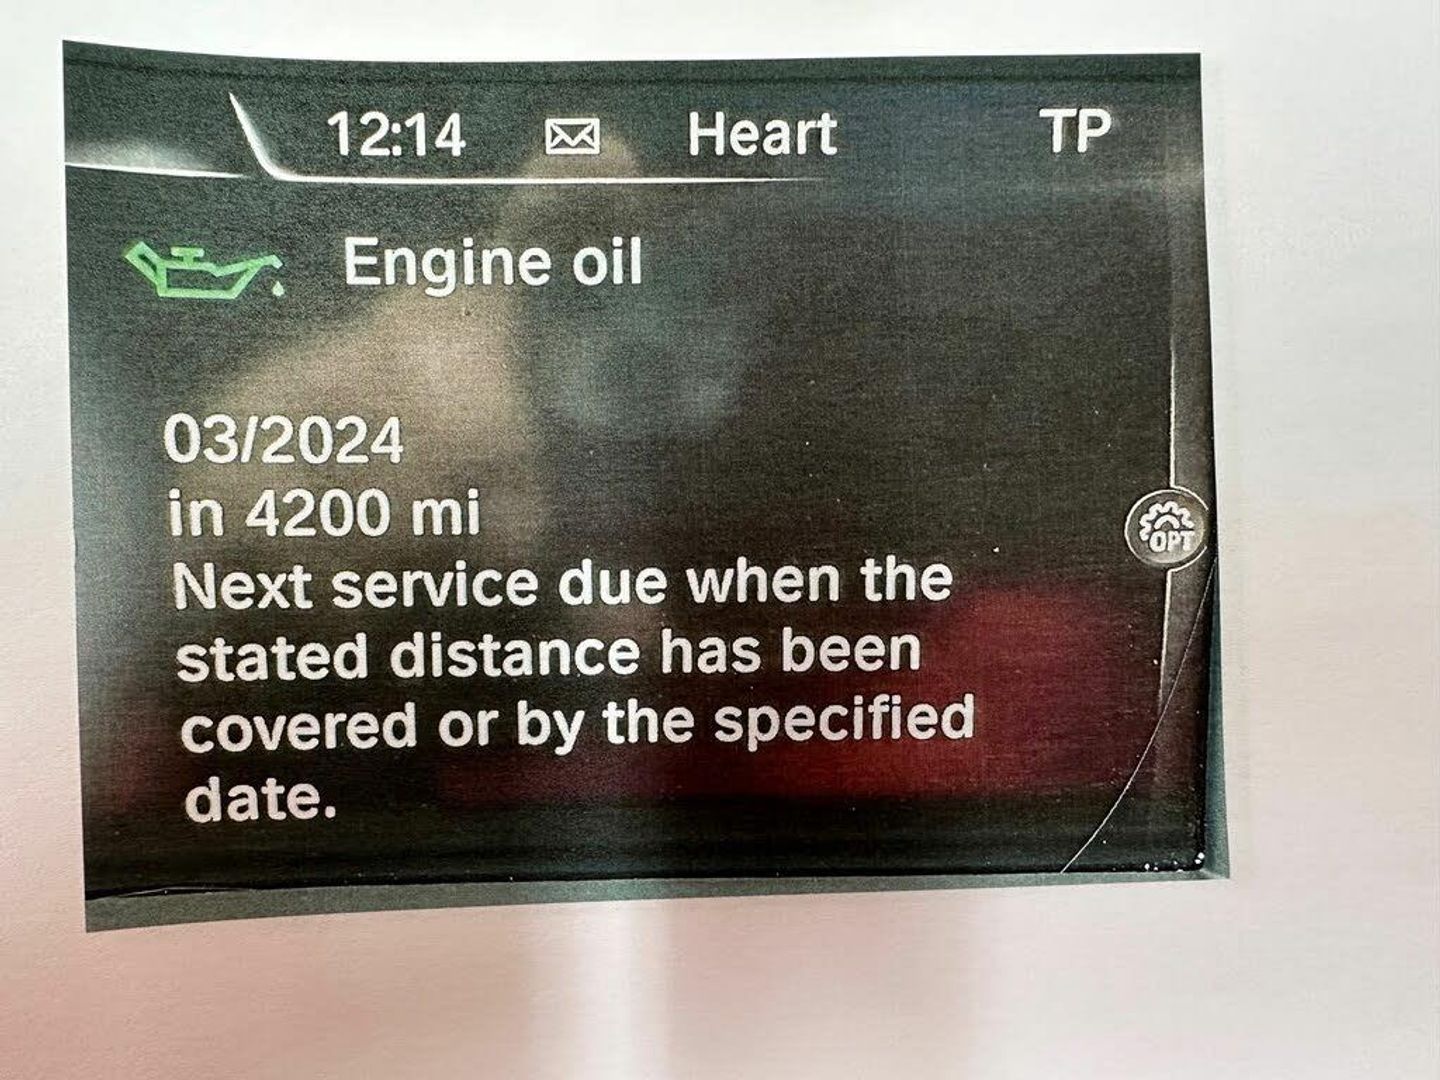 12:14 Heart TP
Engine oil
03/2024
in 4200 mi
OPT
Next service due when the
stated distance has been
covered or by the specified
date.